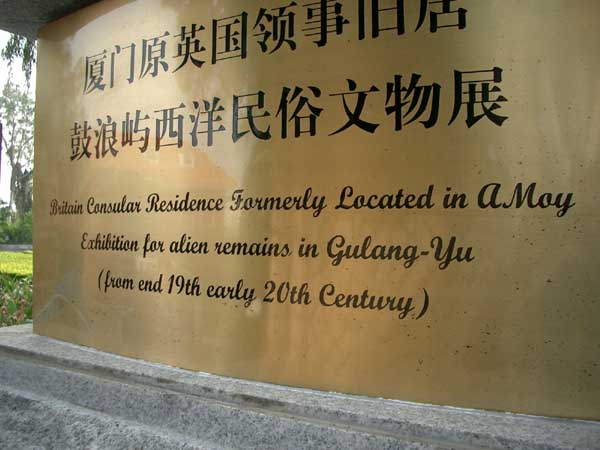 厦门原英国领事旧居
鼓浪屿西洋民俗文物展
Britain Consular Residence Formerly Located in AMoy
Exhibition for alien remains in Gulang-Yu
(from end 19th early 20th Century)